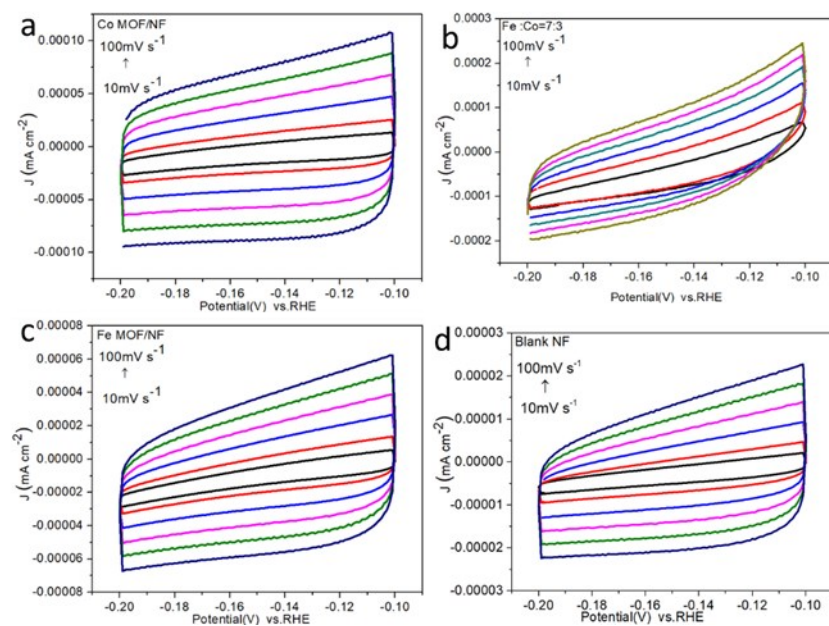 a
Co MOF/NF
100mV s⁻¹
↑
10mV s⁻¹
0.00010
0.00005
0.00000
-0.00005
-0.00010
J (mA cm⁻²)
-0.20 -0.18 -0.16 -0.14 -0.12 -0.10
Potential(V) vs.RHE
b
Fe :Co=7:3
100mV s⁻¹
↑
10mV s⁻¹
0.0003
0.0002
0.0001
0.0000
-0.0001
-0.0002
J (mA cm⁻²)
-0.20 -0.18 -0.16 -0.14 -0.12 -0.10
Potential(V) vs.RHE
c
Fe MOF/NF
100mV s⁻¹
↑
10mV s⁻¹
0.00008
0.00006
0.00004
0.00002
0.00000
-0.00002
-0.00004
-0.00006
-0.00008
J (mA cm⁻²)
-0.20 -0.18 -0.16 -0.14 -0.12 -0.10
Potential(V) vs.RHE
d
Blank NF
100mV s⁻¹
↑
10mV s⁻¹
0.00003
0.00002
0.00001
0.00000
-0.00001
-0.00002
-0.00003
J (mA cm⁻²)
-0.20 -0.18 -0.16 -0.14 -0.12 -0.10
Potential(V) vs.RHE